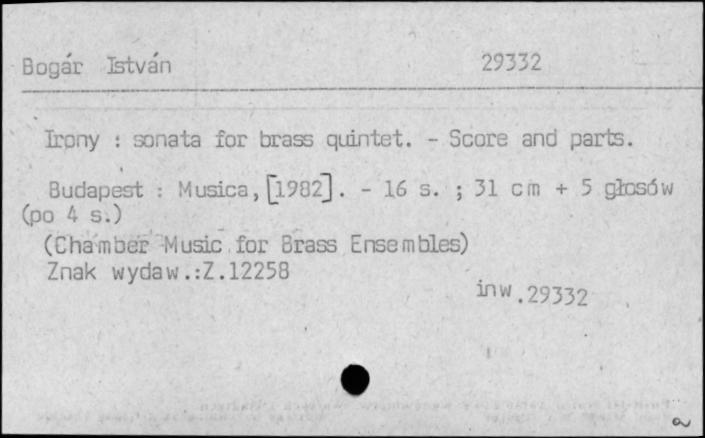 Bogár István 29332
Irony : sonata for brass quintet. - Score and parts.
Budapest : Musica, [1982]. - 16 s. ; 31 cm + 5 głosów
(po 4 s.)
(Chamber Music for Brass Ensembles)
Znak wydaw.:Z.12258
inw.29332